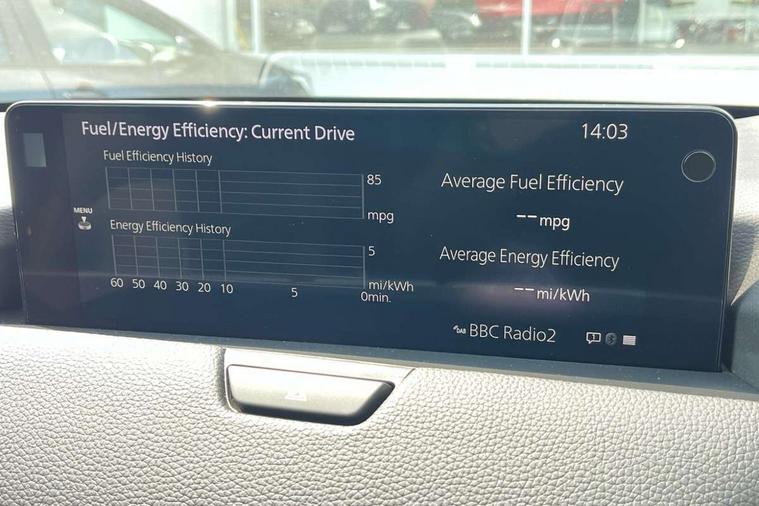 Fuel/Energy Efficiency: Current Drive
14:03
Fuel Efficiency History
85
mpg
Average Fuel Efficiency
-- mpg
MENU
Energy Efficiency History
5
mi/kWh
60 50 40 30 20 10 5 0min.
Average Energy Efficiency
-- mi/kWh
DAB BBC Radio2